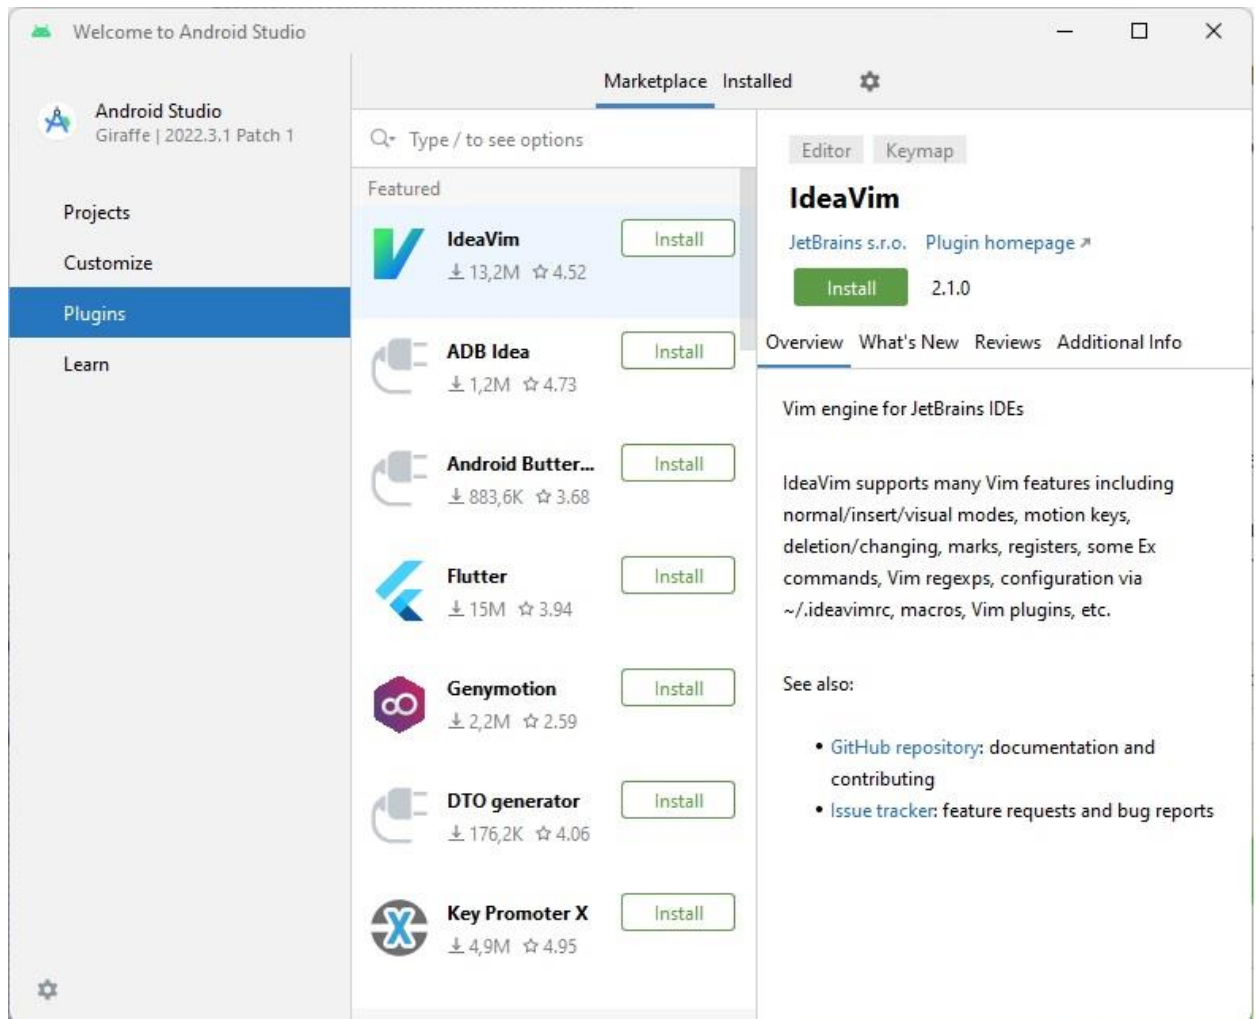 Welcome to Android Studio
Marketplace Installed
Android Studio
Giraffe | 2022.3.1 Patch 1
Projects
Customize
Plugins
Learn
Type / to see options
Featured
IdeaVim
Install
13,2M 4.52
ADB Idea
Install
1,2M 4.73
Android Butter...
Install
883,6K 3.68
Flutter
Install
15M 3.94
Genymotion
Install
2,2M 2.59
DTO generator
Install
176,2K 4.06
Key Promoter X
Install
4,9M 4.95
Editor Keymap
IdeaVim
JetBrains s.r.o. Plugin homepage
Install 2.1.0
Overview What's New Reviews Additional Info
Vim engine for JetBrains IDEs
IdeaVim supports many Vim features including
normal/insert/visual modes, motion keys,
deletion/changing, marks, registers, some Ex
commands, Vim regexps, configuration via
~/.ideavimrc, macros, Vim plugins, etc.
See also:
• GitHub repository: documentation and
contributing
• Issue tracker: feature requests and bug reports